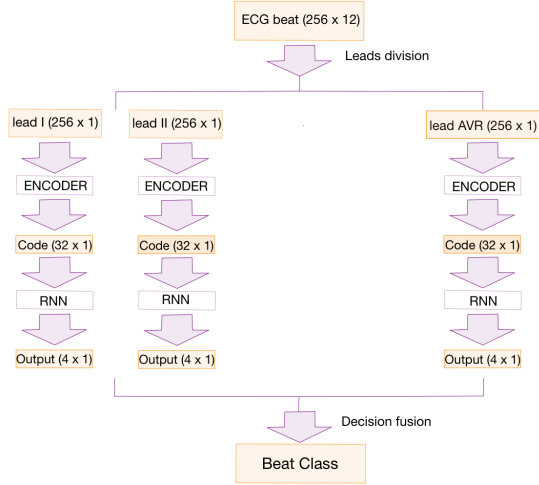 ECG beat (256 x 12)
Leads division
lead I (256 x 1)
lead II (256 x 1)
lead AVR (256 x 1)
ENCODER
ENCODER
ENCODER
Code (32 x 1)
Code (32 x 1)
Code (32 x 1)
RNN
RNN
RNN
Output (4 x 1)
Output (4 x 1)
Output (4 x 1)
Decision fusion
Beat Class